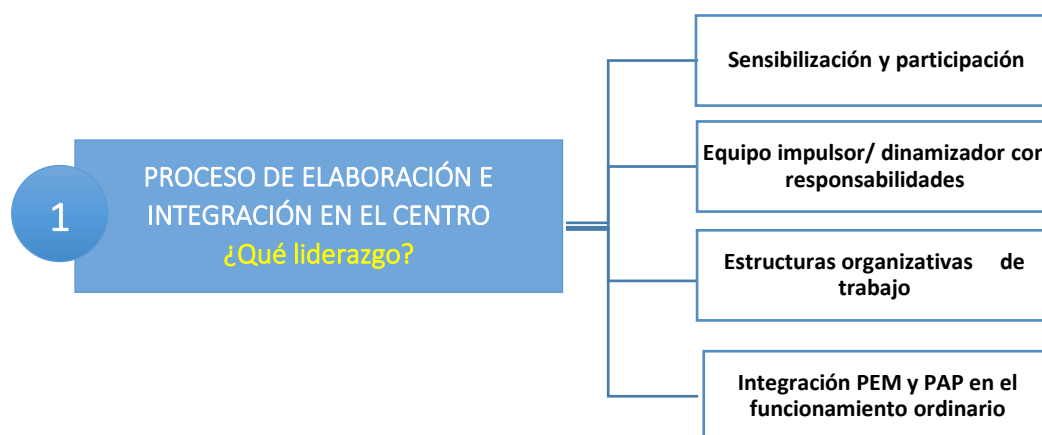 1
PROCESO DE ELABORACIÓN E
INTEGRACIÓN EN EL CENTRO
¿Qué liderazgo?
Sensibilización y participación
Equipo impulsor/ dinamizador con
responsabilidades
Estructuras organizativas de
trabajo
Integración PEM y PAP en el
funcionamiento ordinario